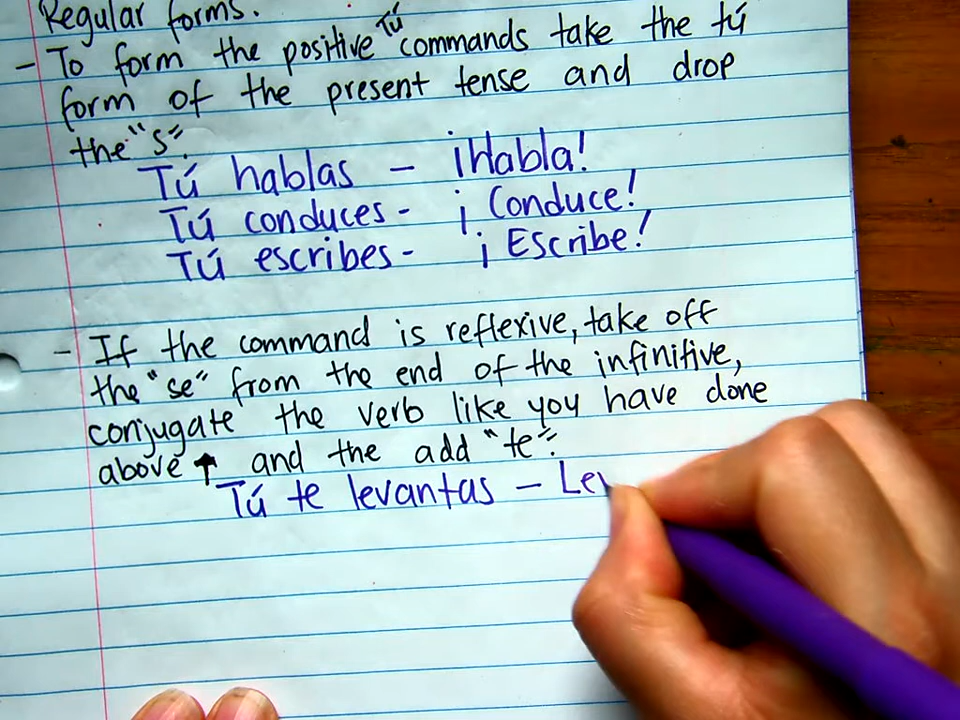 Regular forms.
- To form the positive Tú commands take the tú
form of the present tense and drop
the "s".
Tú hablas - ¡Habla!
Tú conduces - ¡Conduce!
Tú escribes - ¡Escribe!
- If the command is reflexive, take off
the "se" from the end of the infinitive,
conjugate the verb like you have done
above ↑ and the add "te".
Tú te levantas - Lev